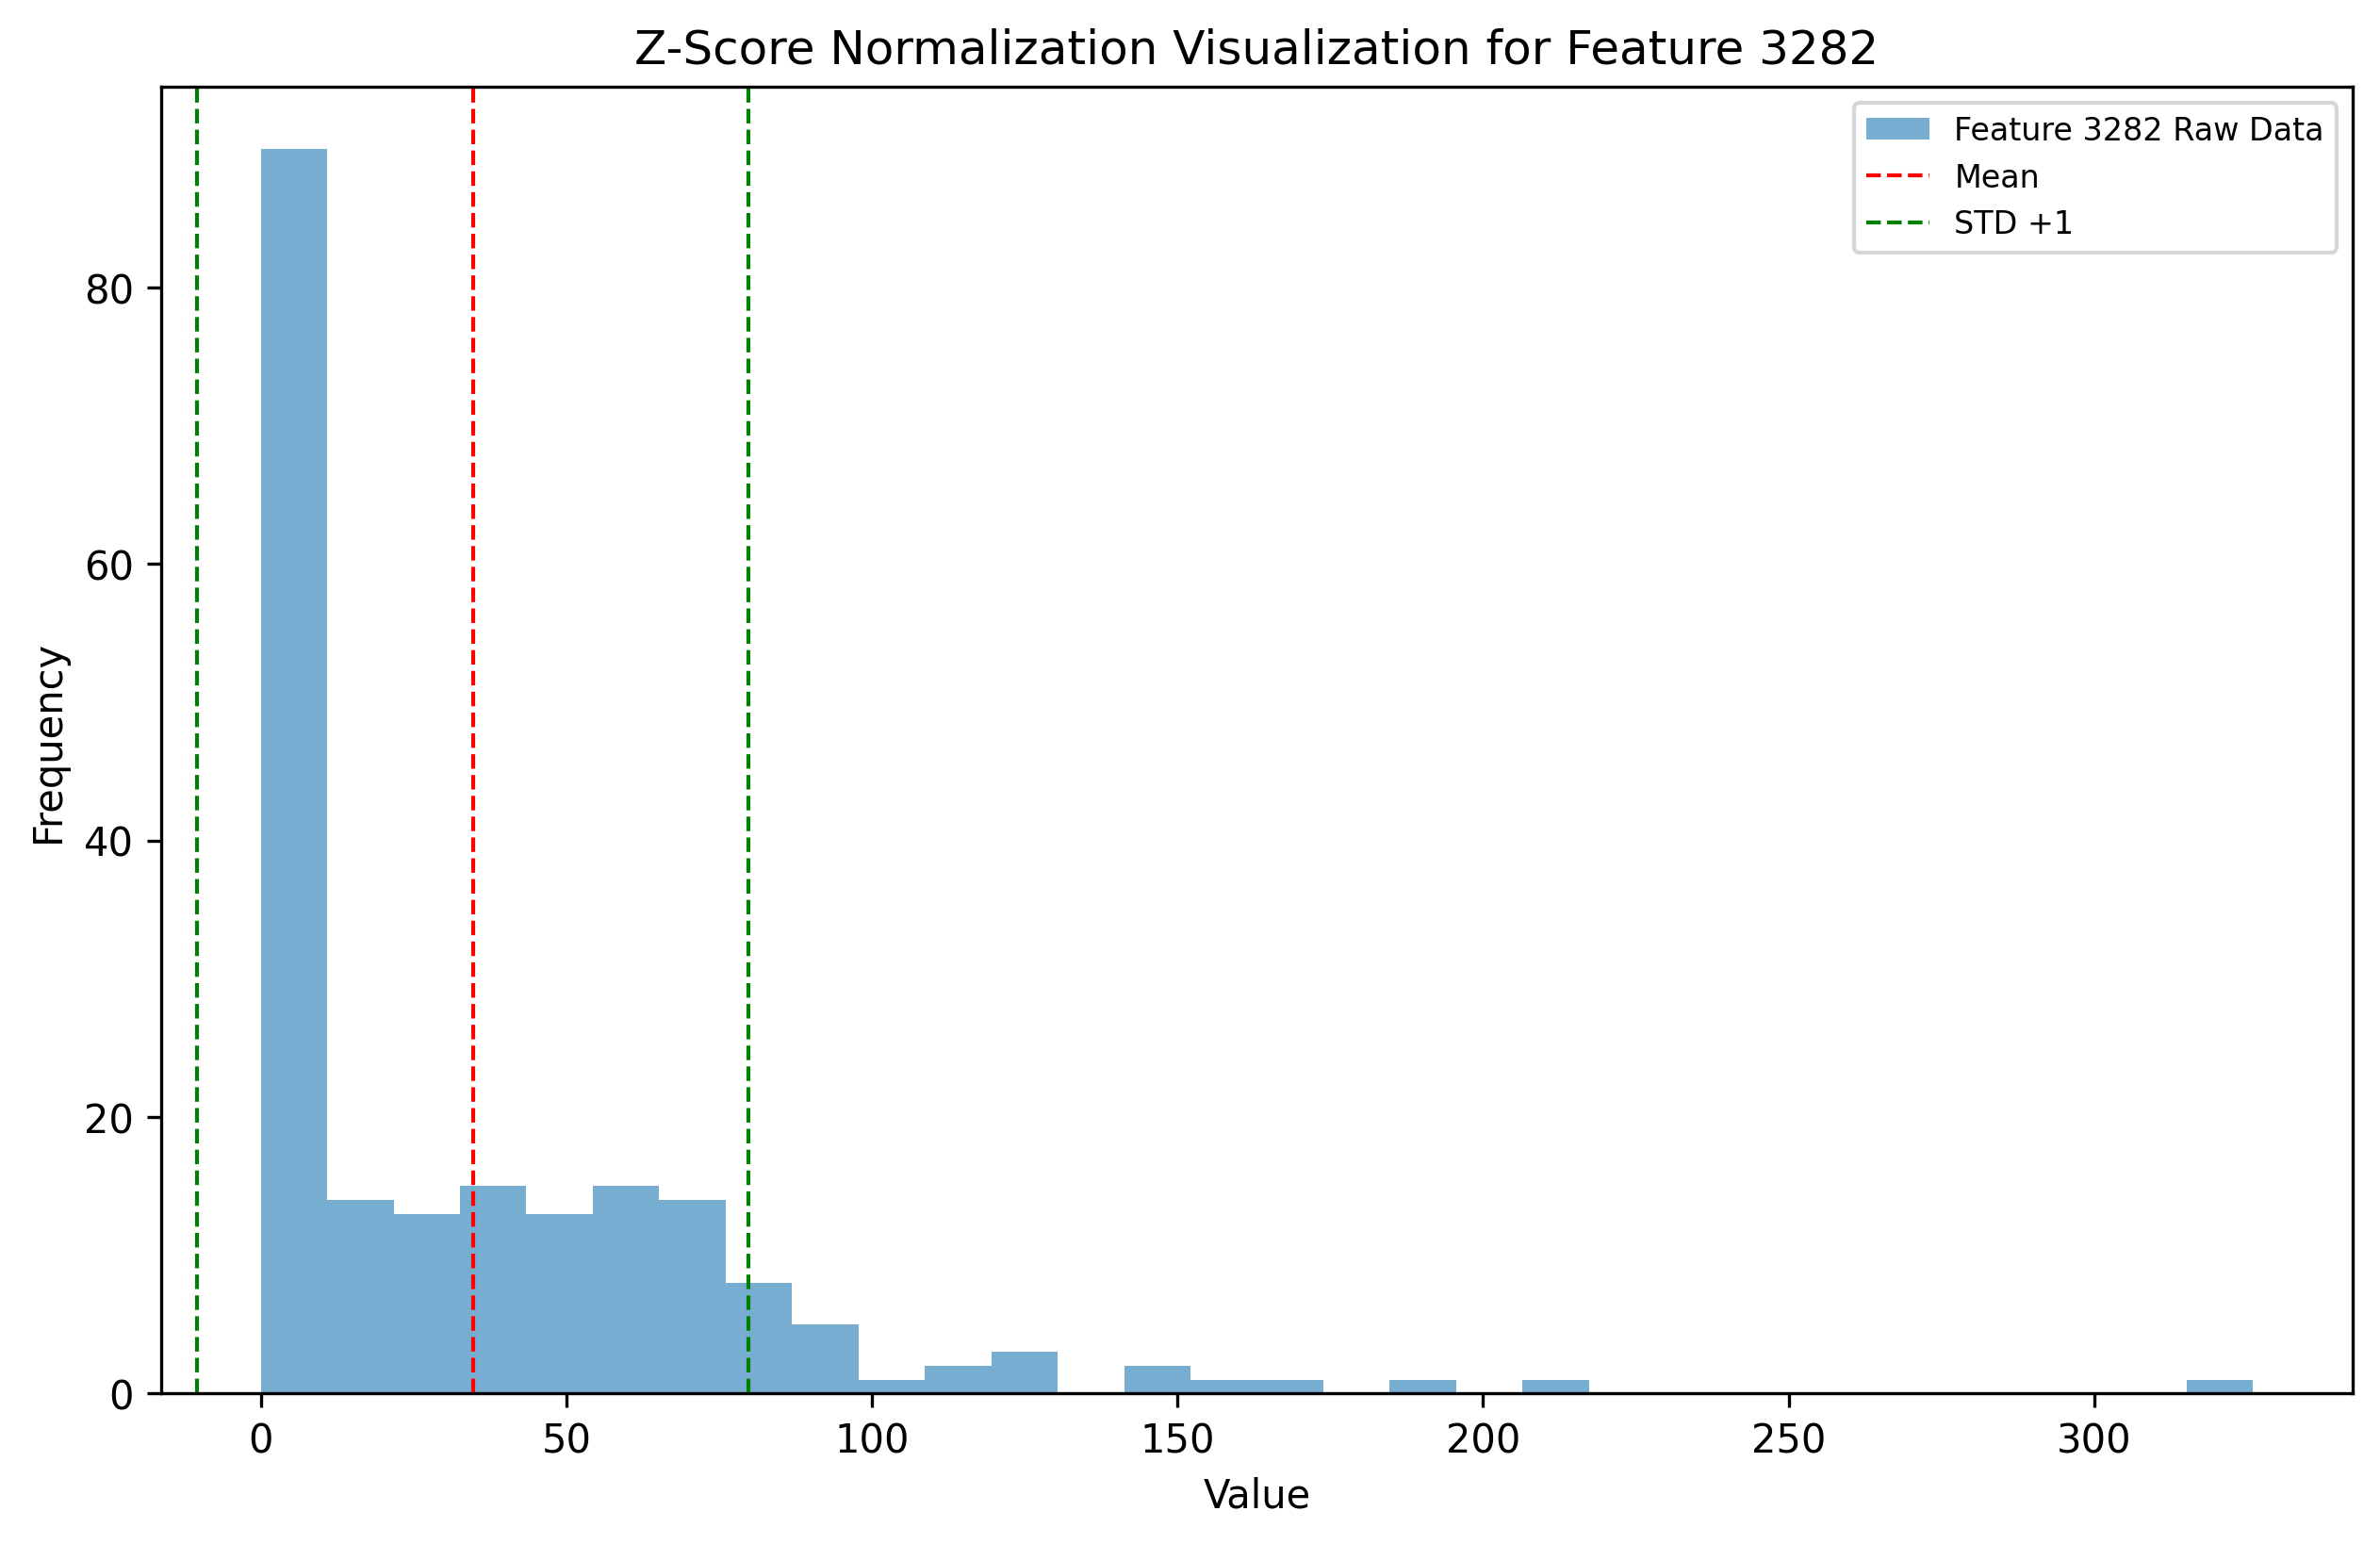 Z-Score Normalization Visualization for Feature 3282
Feature 3282 Raw Data
Mean
STD +1
80
60
40
20
0
Frequency
0 50 100 150 200 250 300
Value